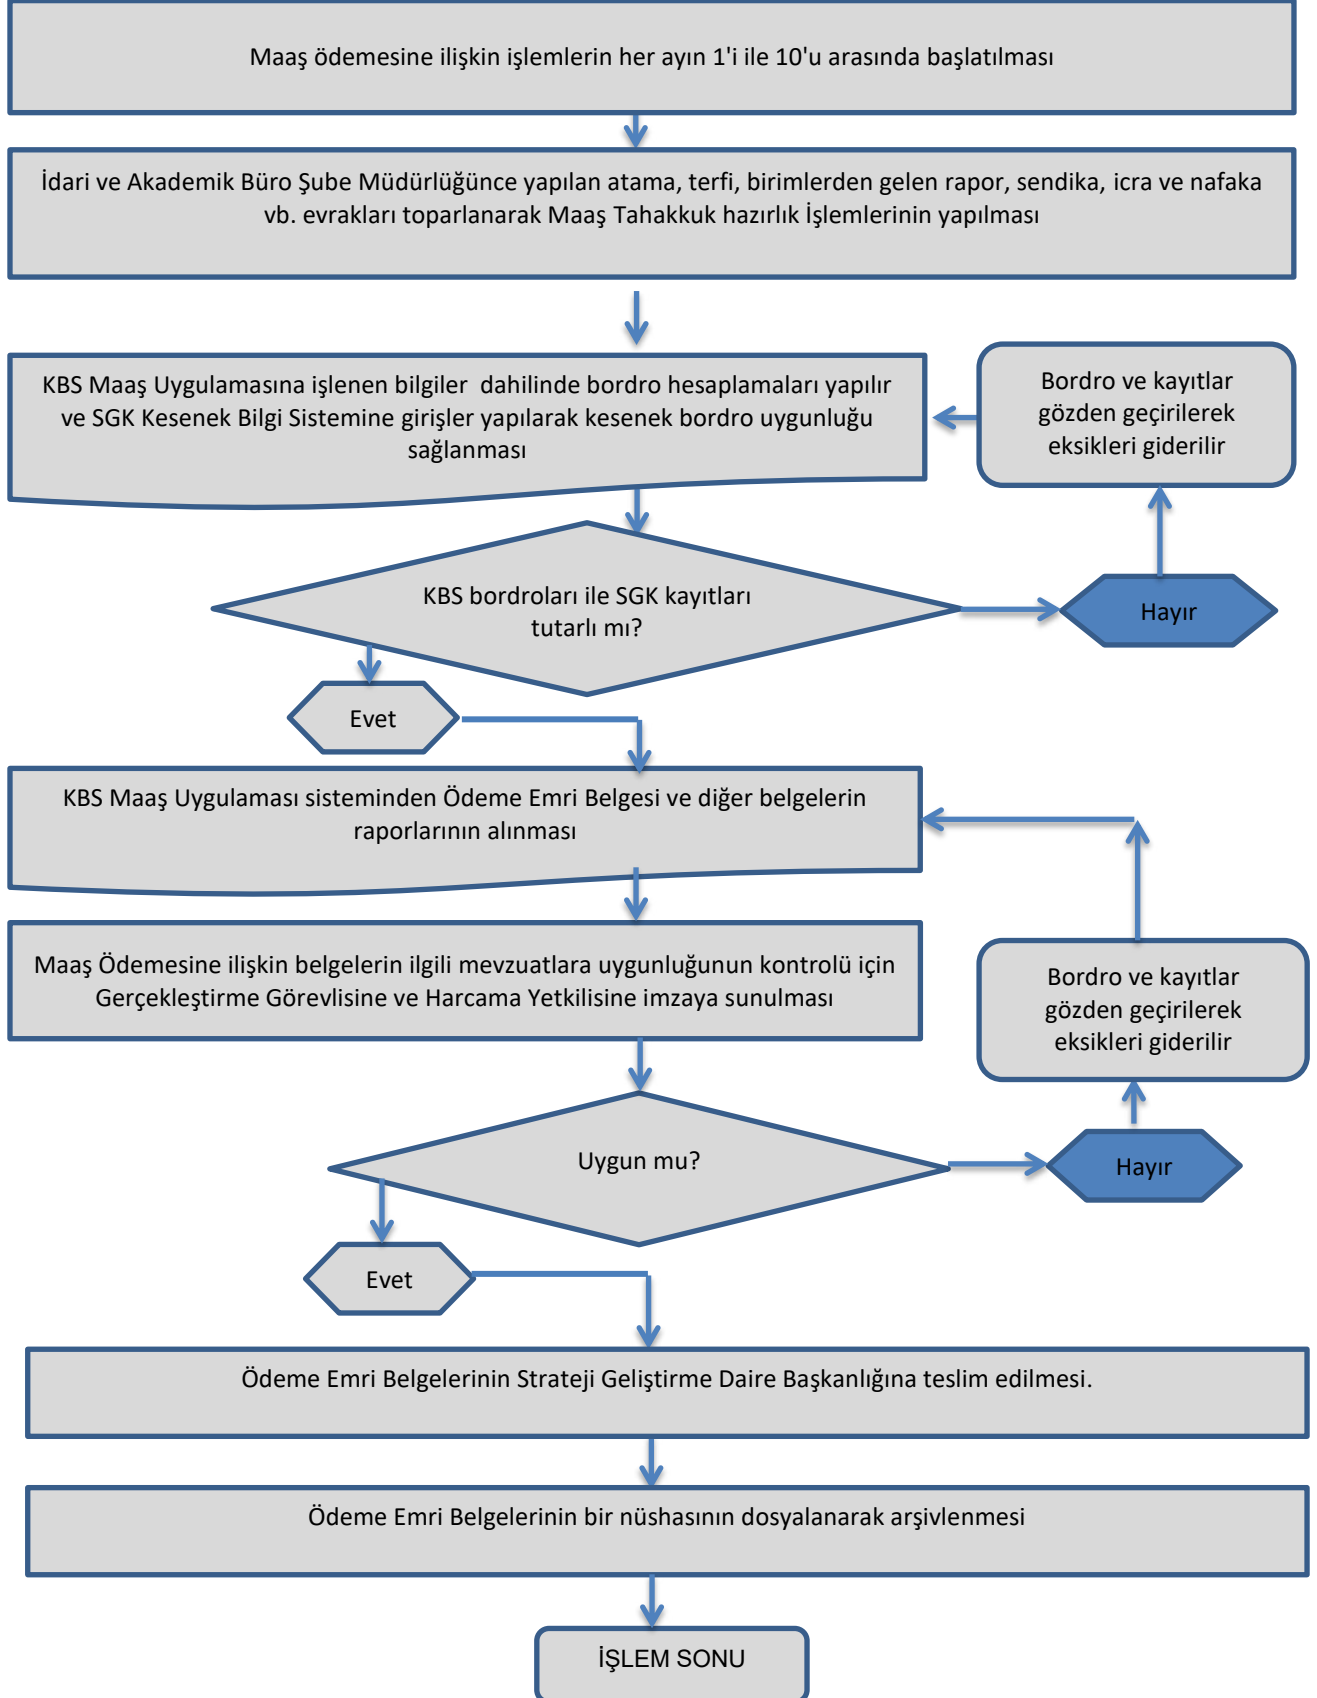 Maaş ödemesine ilişkin işlemlerin her ayın 1'i ile 10'u arasında başlatılması
İdari ve Akademik Büro Şube Müdürlüğünce yapılan atama, terfi, birimlerden gelen rapor, sendika, icra ve nafaka
vb. evrakları toparlanarak Maaş Tahakkuk hazırlık İşlemlerinin yapılması
KBS Maaş Uygulamasına işlenen bilgiler dahilinde bordro hesaplamaları yapılır
ve SGK Kesenek Bilgi Sistemine girişler yapılarak kesenek bordro uygunluğu
sağlanması
Bordro ve kayıtlar
gözden geçirilerek
eksikleri giderilir
KBS bordroları ile SGK kayıtları
tutarlı mı?
Hayır
Evet
KBS Maaş Uygulaması sisteminden Ödeme Emri Belgesi ve diğer belgelerin
raporlarının alınması
Maaş Ödemesine ilişkin belgelerin ilgili mevzuatlara uygunluğunun kontrolü için
Gerçekleştirme Görevlisine ve Harcama Yetkilisine imzaya sunulması
Bordro ve kayıtlar
gözden geçirilerek
eksikleri giderilir
Uygun mu?
Hayır
Evet
Ödeme Emri Belgelerinin Strateji Geliştirme Daire Başkanlığına teslim edilmesi.
Ödeme Emri Belgelerinin bir nüshasının dosyalanarak arşivlenmesi
İŞLEM SONU